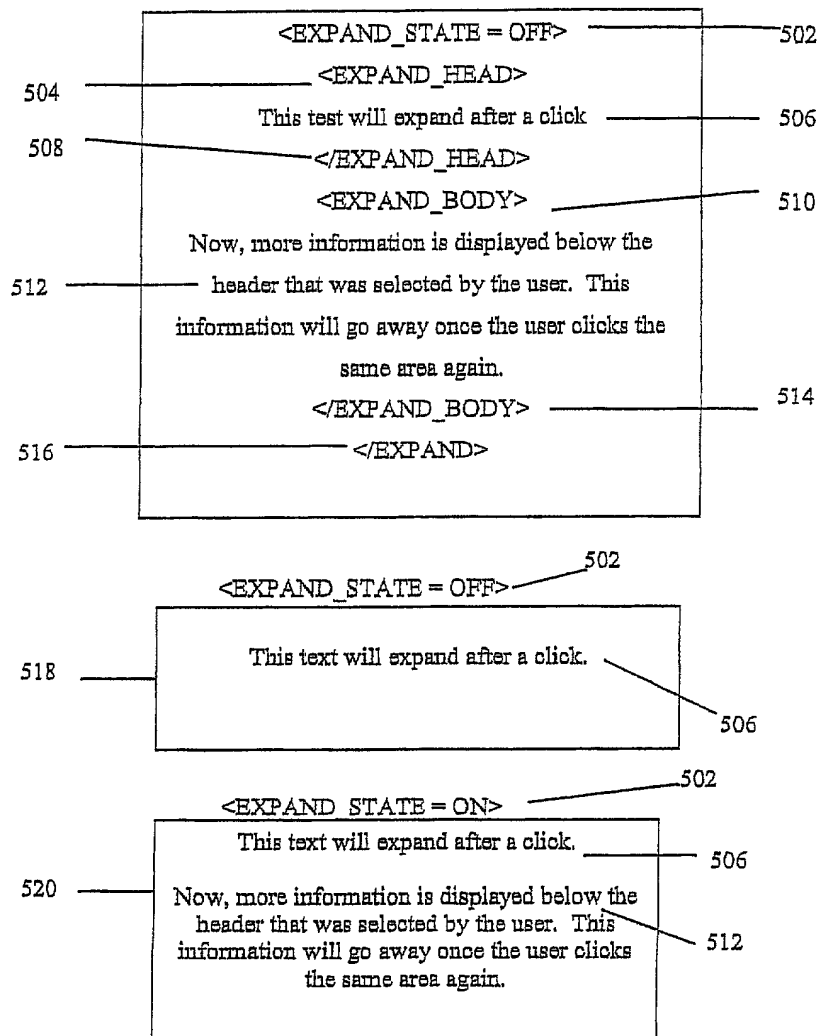 <EXPAND_STATE = OFF> 502
504 <EXPAND_HEAD>
This test will expand after a click 506
508 </EXPAND_HEAD>
<EXPAND_BODY> 510
Now, more information is displayed below the
512 header that was selected by the user. This
information will go away once the user clicks the
same area again.
</EXPAND_BODY> 514
516 </EXPAND>
502
<EXPAND_STATE = OFF>
518 This text will expand after a click.
506
502
<EXPAND STATE = ON>
This text will expand after a click.
506
520 Now, more information is displayed below the
header that was selected by the user. This
information will go away once the user clicks 512
the same area again.